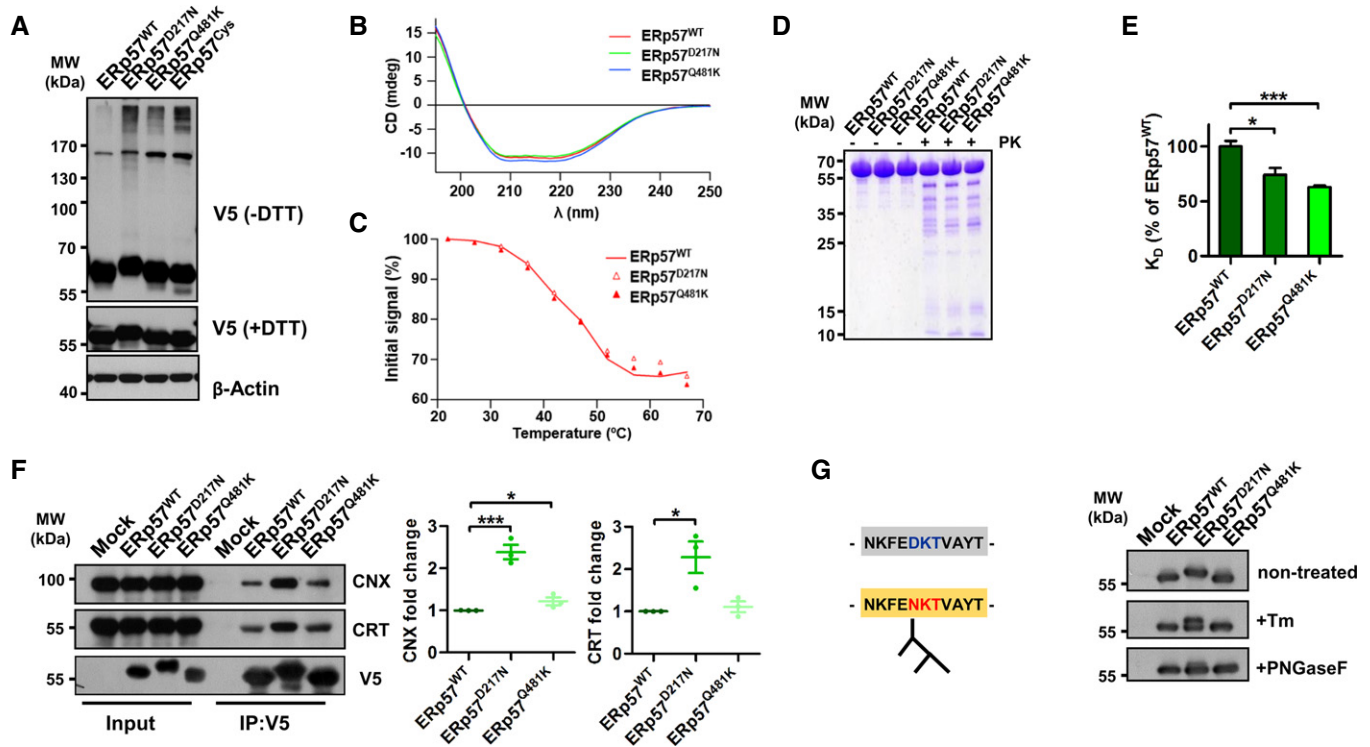 A
MW
(kDa)
ERp57WT
ERp57D217N
ERp57Q481K
ERp57Cys
170
130
100
70
55
V5 (-DTT)
55
V5 (+DTT)
40
β-Actin
B
CD (mdeg)
15
10
5
0
-5
-10
200
210
220
230
240
250
λ (nm)
ERp57WT
ERp57D217N
ERp57Q481K
C
Initial signal (%)
100
90
80
70
60
20
30
40
50
60
70
Temperature (ºC)
ERp57WT
ERp57D217N
ERp57Q481K
D
MW
(kDa)
ERp57WT
ERp57D217N
ERp57Q481K
ERp57WT
ERp57D217N
ERp57Q481K
- - - + + + PK
70
55
35
25
15
10
E
KD (% of ERp57WT)
100
50
0
*
***
ERp57WT
ERp57D217N
ERp57Q481K
F
MW
(kDa)
Mock
ERp57WT
ERp57D217N
ERp57Q481K
Mock
ERp57WT
ERp57D217N
ERp57Q481K
100
CNX
55
CRT
55
V5
Input
IP:V5
CNX fold change
3
2
1
0
*
***
ERp57WT
ERp57D217N
ERp57Q481K
CRT fold change
3
2
1
0
*
ERp57WT
ERp57D217N
ERp57Q481K
G
- NKFEDKTVAYT -
- NKFENKTVAYT -
MW
(kDa)
Mock
ERp57WT
ERp57D217N
ERp57Q481K
55
non-treated
55
+Tm
55
+PNGaseF